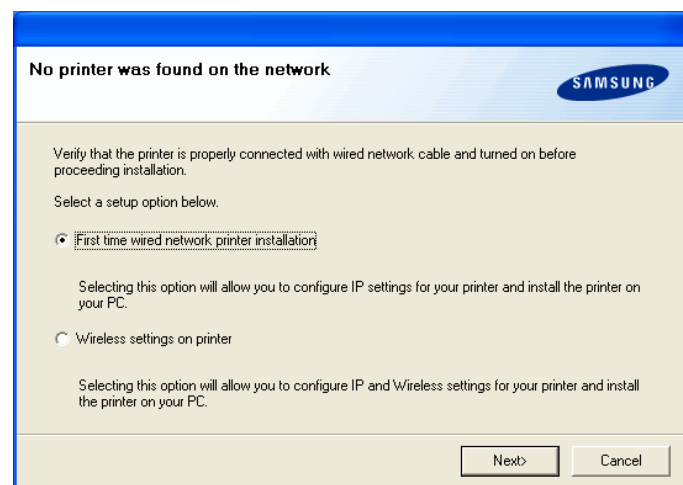 No printer was found on the network
SAMSUNG
Verify that the printer is properly connected with wired network cable and turned on before
proceeding installation.
Select a setup option below.
First time wired network printer installation
Selecting this option will allow you to configure IP settings for your printer and install the printer on
your PC.
Wireless settings on printer
Selecting this option will allow you to configure IP and Wireless settings for your printer and install
the printer on your PC.
Next>
Cancel